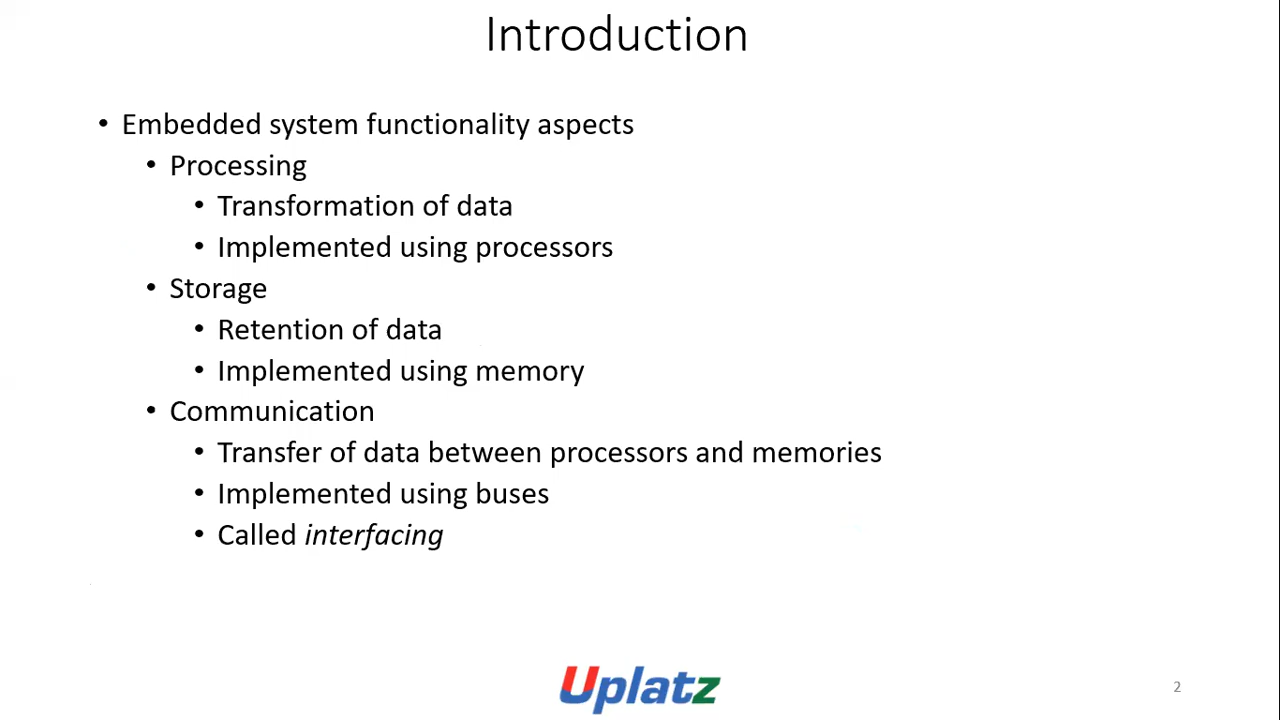 Introduction
• Embedded system functionality aspects
• Processing
• Transformation of data
• Implemented using processors
• Storage
• Retention of data
• Implemented using memory
• Communication
• Transfer of data between processors and memories
• Implemented using buses
• Called interfacing
Uplatz
2